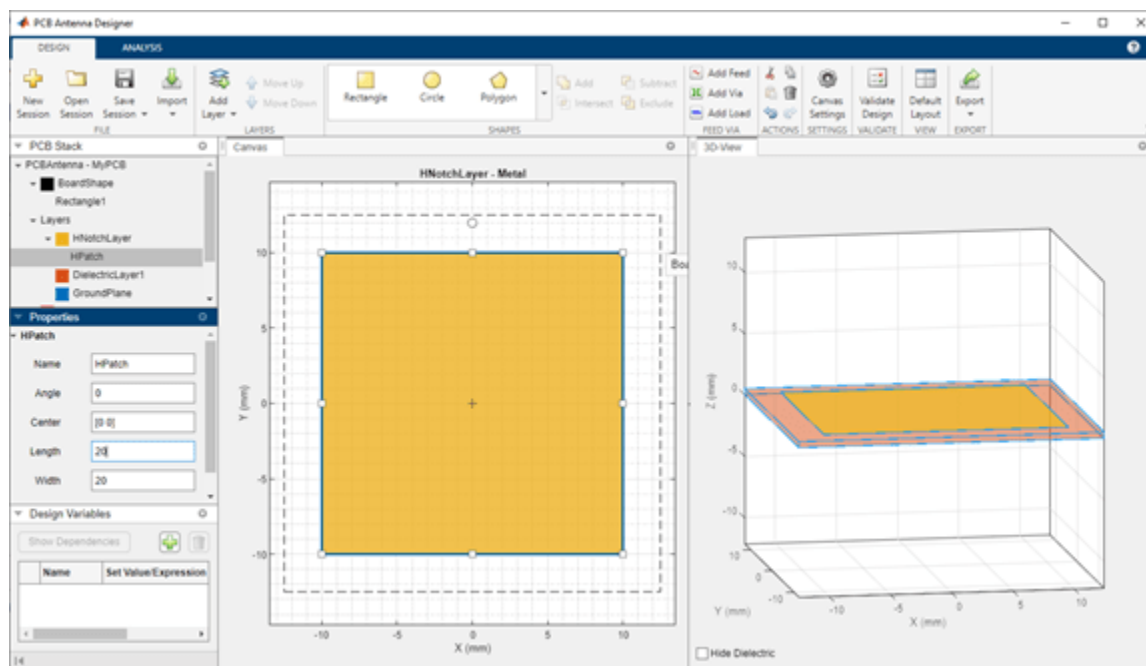 PCB Antenna Designer
DESIGN ANALYSIS
New Session
Open Session
Save Session
Import
Add Layer
Move Up
Move Down
Rectangle
Circle
Polygon
Add
Subtract
Intersect
Exclude
Add Feed
Add Via
Add Load
Canvas Settings
Validate Design
Default Layout
Export
FILE LAYERS SHAPES FEED VIA ACTIONS SETTINGS VALIDATE VIEW EXPORT
PCB Stack
PCBAntenna - MyPCB
BoardShape
Rectangle1
Layers
HNotchLayer
HPatch
DielectricLayer1
GroundPlane
Properties
HPatch
Name HPatch
Angle 0
Center [0 0]
Length 20
Width 20
Design Variables
Show Dependencies
Name Set Value/Expression
Canvas
HNotchLayer - Metal
Boa
10
5
0
-5
-10
Y (mm)
-10 -5 0 5 10
X (mm)
3D-View
10
5
0
-5
-10
Z (mm)
10
0
-10
Y (mm)
-10 -5 0 5 10
X (mm)
Hide Dielectric